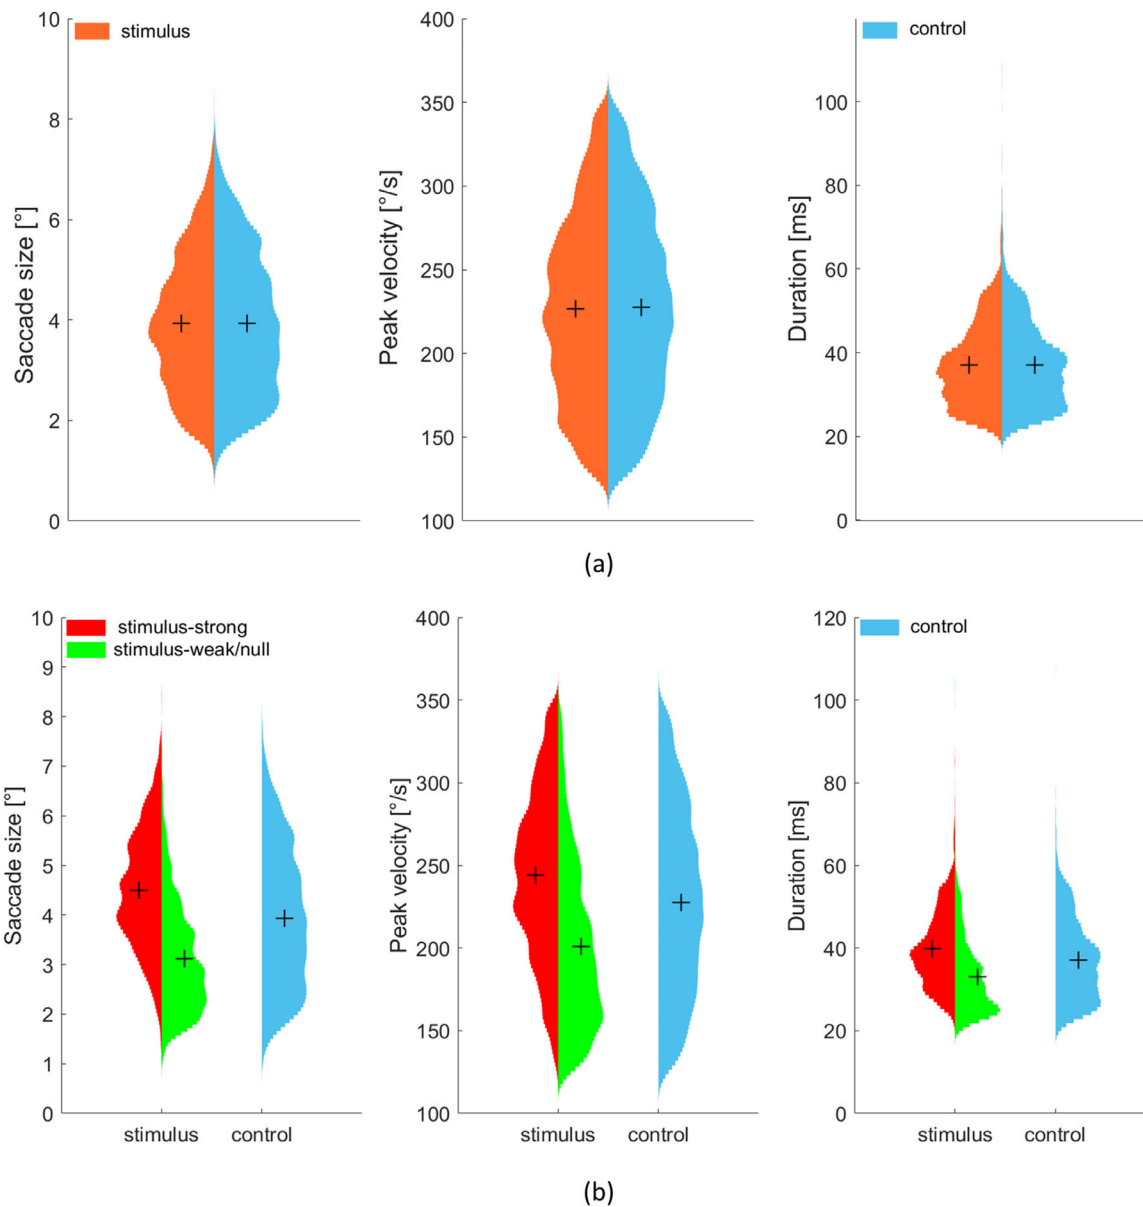 stimulus
Saccade size [°]
10
8
6
4
2
0
Peak velocity [°/s]
400
350
300
250
200
150
100
control
Duration [ms]
100
80
60
40
20
0
(a)
stimulus-strong
stimulus-weak/null
Saccade size [°]
10
9
8
7
6
5
4
3
2
1
0
stimulus control
Peak velocity [°/s]
400
350
300
250
200
150
100
stimulus control
control
Duration [ms]
120
100
80
60
40
20
0
stimulus control
(b)